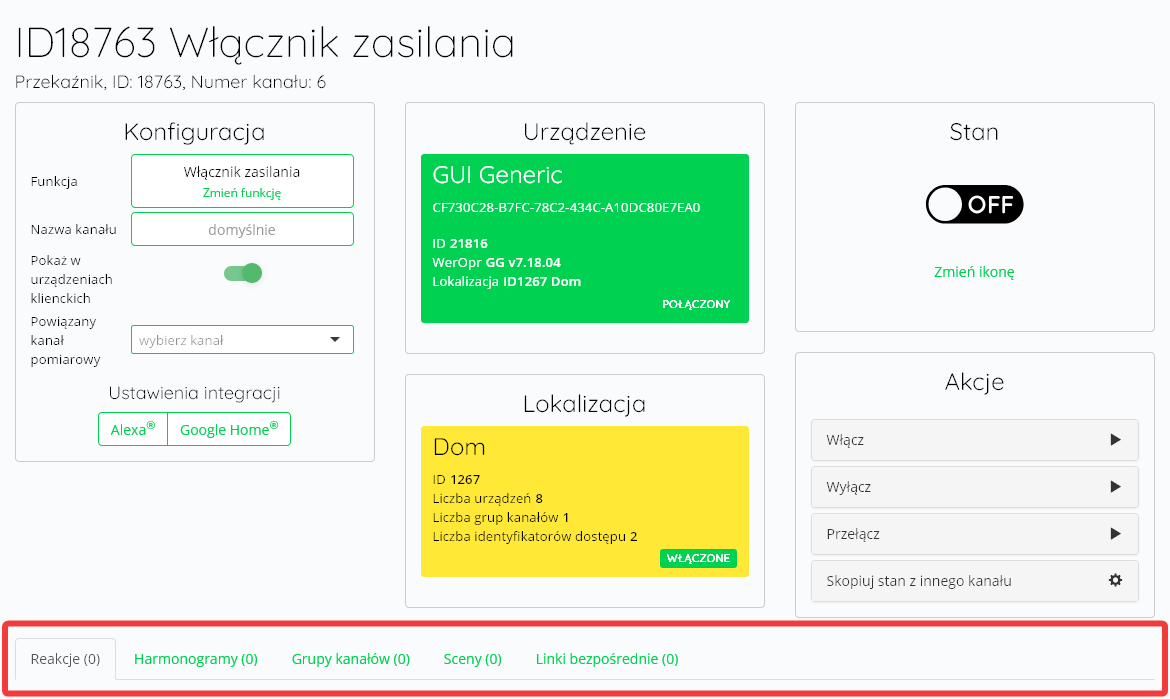 ID18763 Włącznik zasilania
Przekaźnik, ID: 18763, Numer kanału: 6
Konfiguracja
Funkcja
Włącznik zasilania
Zmień funkcję
Nazwa kanału
domyślnie
Pokaż w
urządzeniach
klienckich
Powiązany
kanał
pomiarowy
wybierz kanał
Ustawienia integracji
Alexa®
Google Home®
Urządzenie
GUI Generic
CF730C28-B7FC-78C2-434C-A10DC80E7EA0
ID 21816
WerOpr GG v7.18.04
Lokalizacja ID1267 Dom
POŁĄCZONY
Lokalizacja
Dom
ID 1267
Liczba urządzeń 8
Liczba grup kanałów 1
Liczba identyfikatorów dostępu 2
WŁĄCZONE
Stan
OFF
Zmień ikonę
Akcje
Włącz
Wyłącz
Przełącz
Skopiuj stan z innego kanału
Reakcje (0) Harmonogramy (0) Grupy kanałów (0) Sceny (0) Linki bezpośrednie (0)